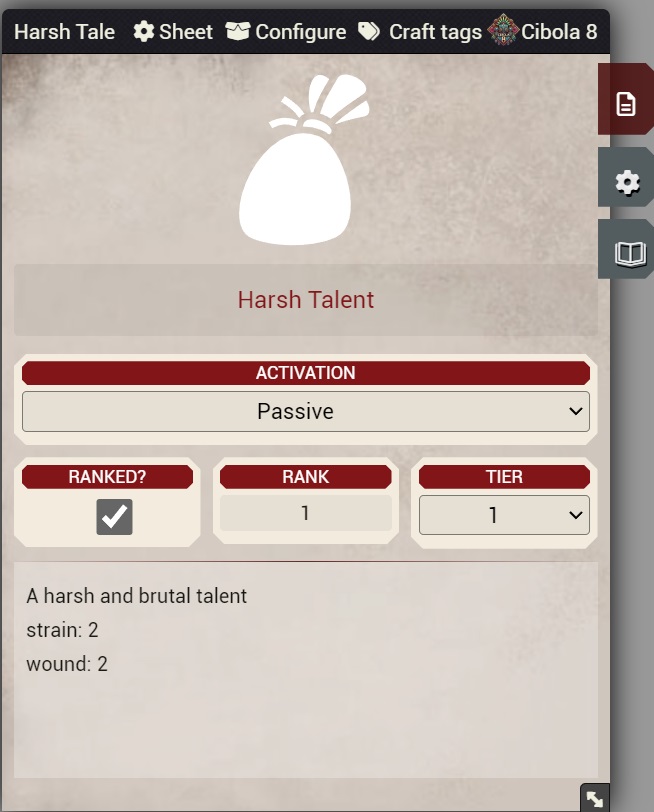 Harsh Tale Sheet Configure Craft tags Cibola 8
Harsh Talent
ACTIVATION
Passive
RANKED? RANK TIER
1 1
A harsh and brutal talent
strain: 2
wound: 2